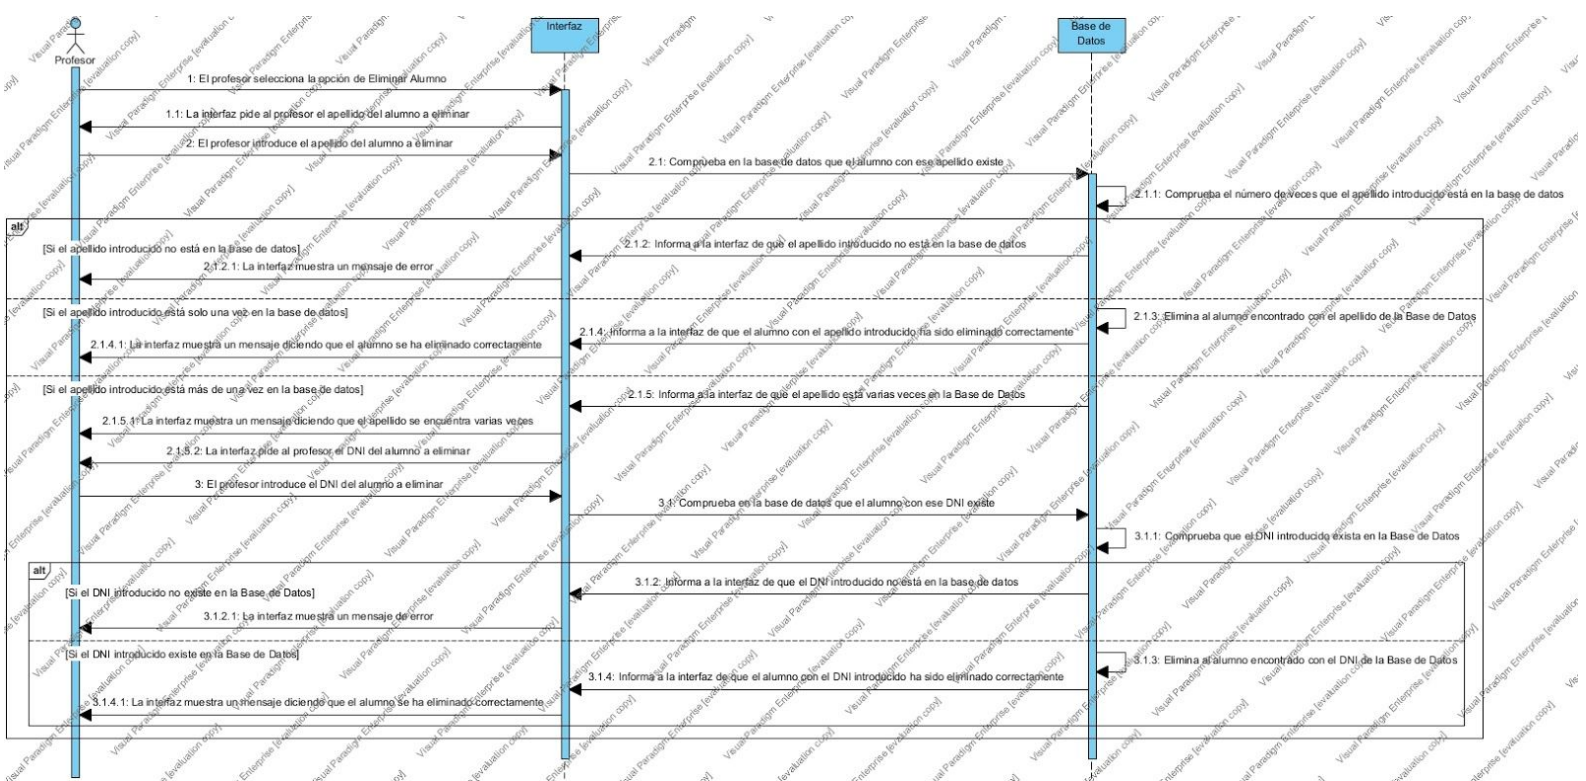 Profesor
Interfaz
Base de
Datos
1: El profesor selecciona la opción de Eliminar Alumno
1.1: La interfaz pide al profesor el apellido del alumno a eliminar
2: El profesor introduce el apellido del alumno a eliminar
2.1: Comprueba en la base de datos que el alumno con ese apellido existe
2.1.1: Comprueba el número de veces que el apellido introducido está en la base de datos
alt
[Si el apellido introducido no está en la base de datos]
2.1.2: Informa a la interfaz de que el apellido introducido no está en la base de datos
2.1.2.1: La interfaz muestra un mensaje de error
[Si el apellido introducido está solo una vez en la base de datos]
2.1.3: Elimina al alumno encontrado con el apellido de la Base de Datos
2.1.4: Informa a la interfaz de que el alumno con el apellido introducido ha sido eliminado correctamente
2.1.4.1: La interfaz muestra un mensaje diciendo que el alumno se ha eliminado correctamente
[Si el apellido introducido está más de una vez en la base de datos]
2.1.5: Informa a la interfaz de que el apellido está varias veces en la Base de Datos
2.1.5.1: La interfaz muestra un mensaje diciendo que el apellido se encuentra varias veces
2.1.5.2: La interfaz pide al profesor el DNI del alumno a eliminar
3: El profesor introduce el DNI del alumno a eliminar
3.1: Comprueba en la base de datos que el alumno con ese DNI existe
3.1.1: Comprueba que el DNI introducido exista en la Base de Datos
alt
[Si el DNI introducido no existe en la Base de Datos]
3.1.2: Informa a la interfaz de que el DNI introducido no está en la base de datos
3.1.2.1: La interfaz muestra un mensaje de error
[Si el DNI introducido existe en la Base de Datos]
3.1.3: Elimina al alumno encontrado con el DNI de la Base de Datos
3.1.4: Informa a la interfaz de que el alumno con el DNI introducido ha sido eliminado correctamente
3.1.4.1: La interfaz muestra un mensaje diciendo que el alumno se ha eliminado correctamente
Visual Paradigm Enterprise [evaluation copy]